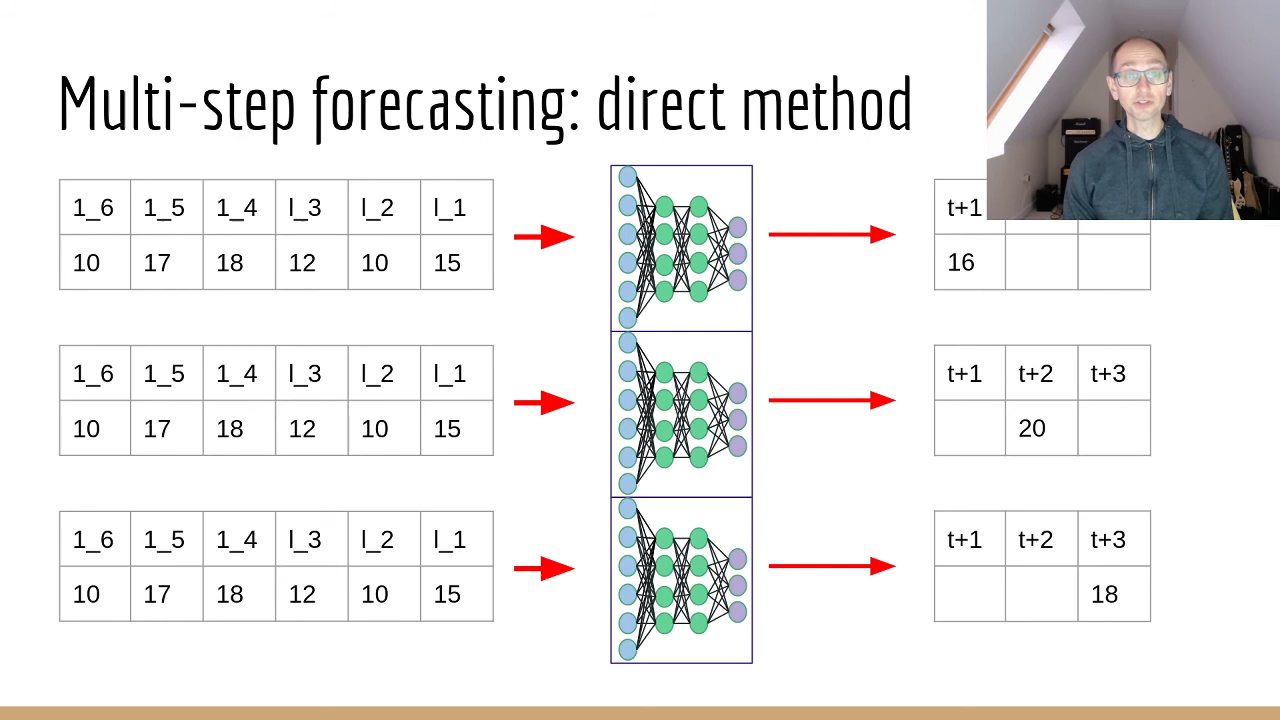 Multi-step forecasting: direct method
1_6 1_5 1_4 l_3 l_2 l_1
10 17 18 12 10 15
t+1
16
1_6 1_5 1_4 l_3 l_2 l_1
10 17 18 12 10 15
t+1 t+2 t+3
20
1_6 1_5 1_4 l_3 l_2 l_1
10 17 18 12 10 15
t+1 t+2 t+3
18